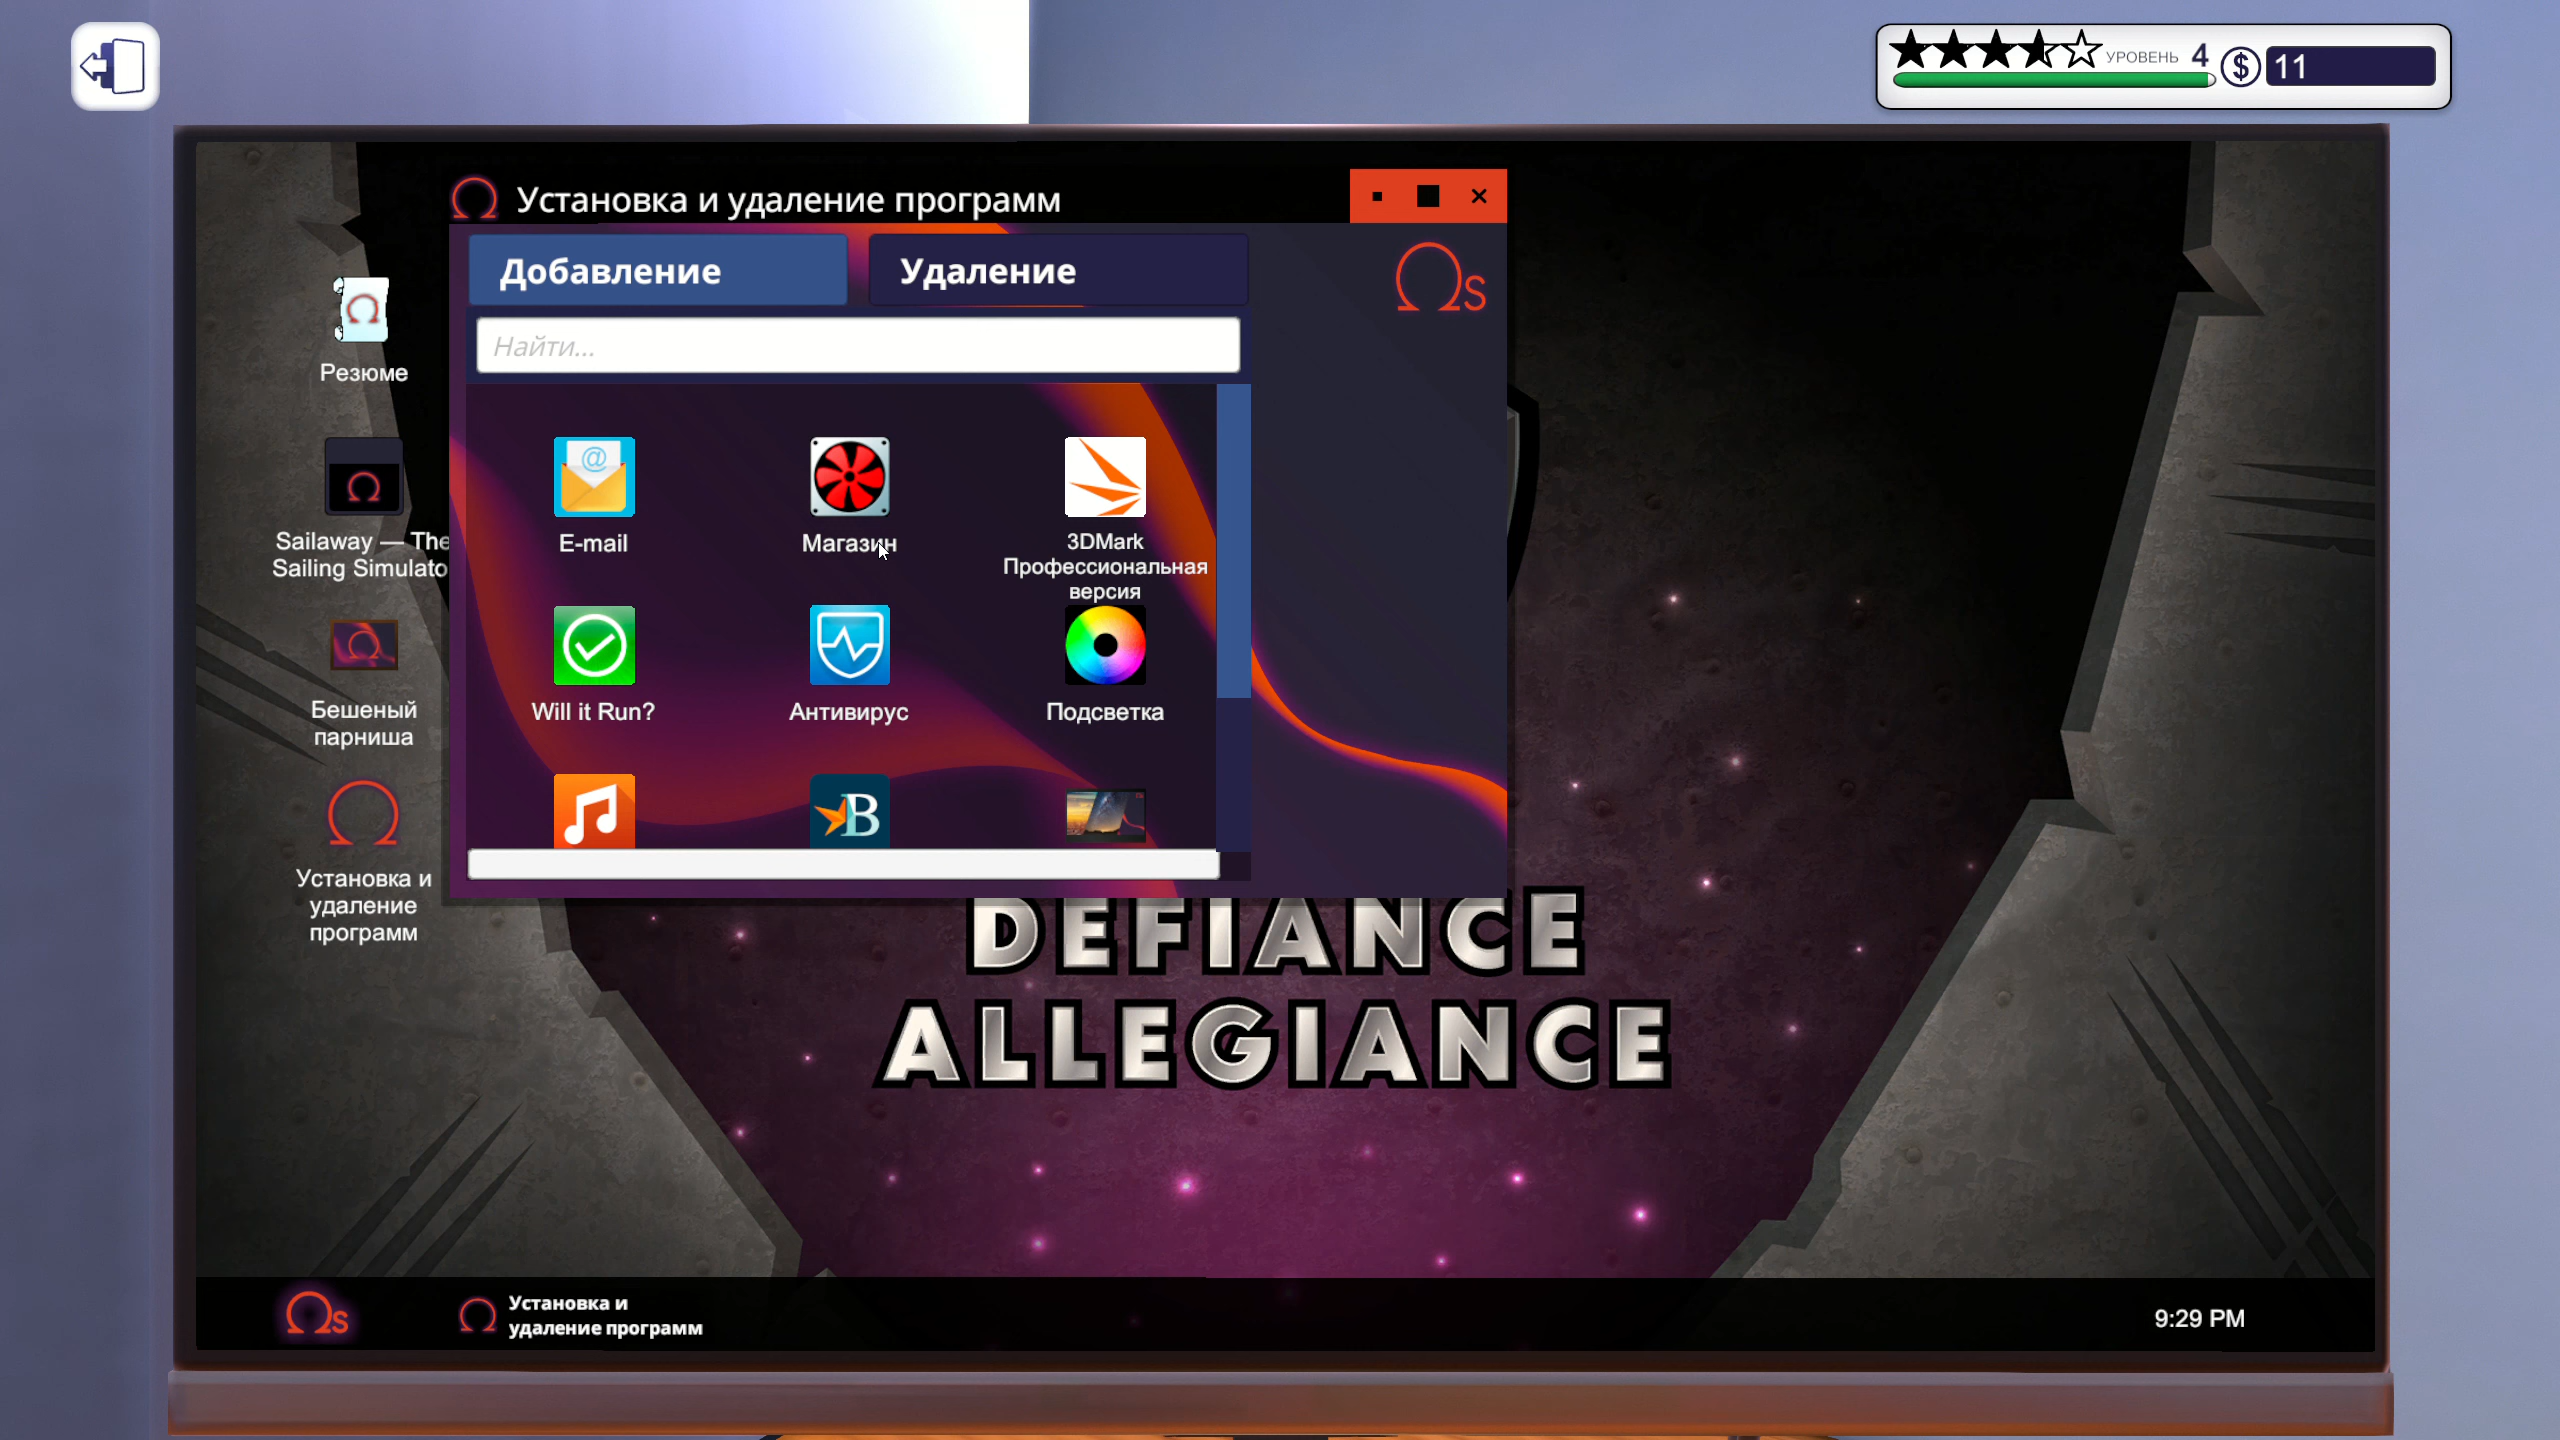 УРОВЕНЬ 4
11
Установка и удаление программ
Добавление
Удаление
Найти...
Резюме
Sailaway — The
Sailing Simulato
Бешеный
парниша
Установка и
удаление
программ
E-mail
Магазин
3DMark
Профессиональная
версия
Will it Run?
Антивирус
Подсветка
DEFIANCE
ALLEGIANCE
Установка и
удаление программ
9:29 PM